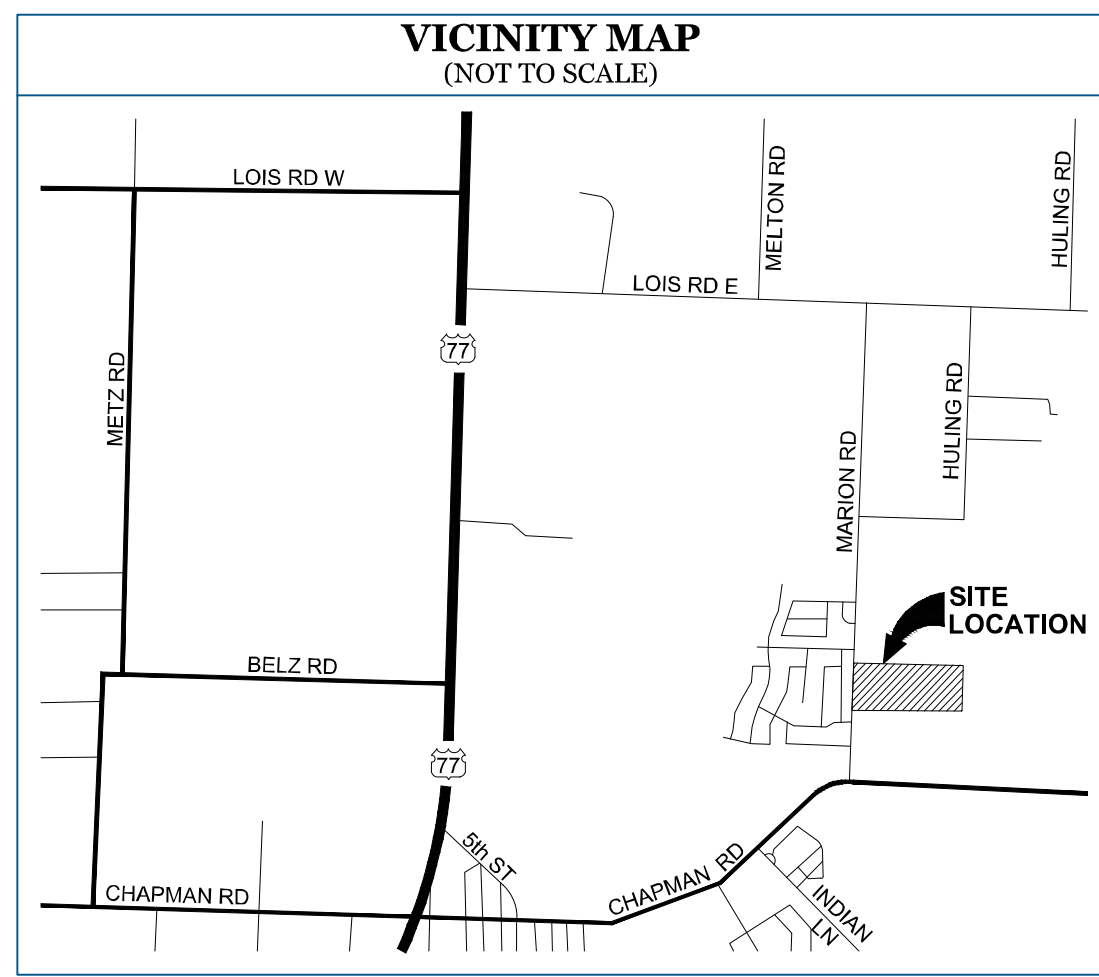 VICINITY MAP
(NOT TO SCALE)
LOIS RD W
MELTON RD
HULING RD
LOIS RD E
77
METZ RD
HULING RD
MARION RD
SITE
LOCATION
BELZ RD
77
5th ST
CHAPMAN RD
CHAPMAN RD
INDIAN
LN